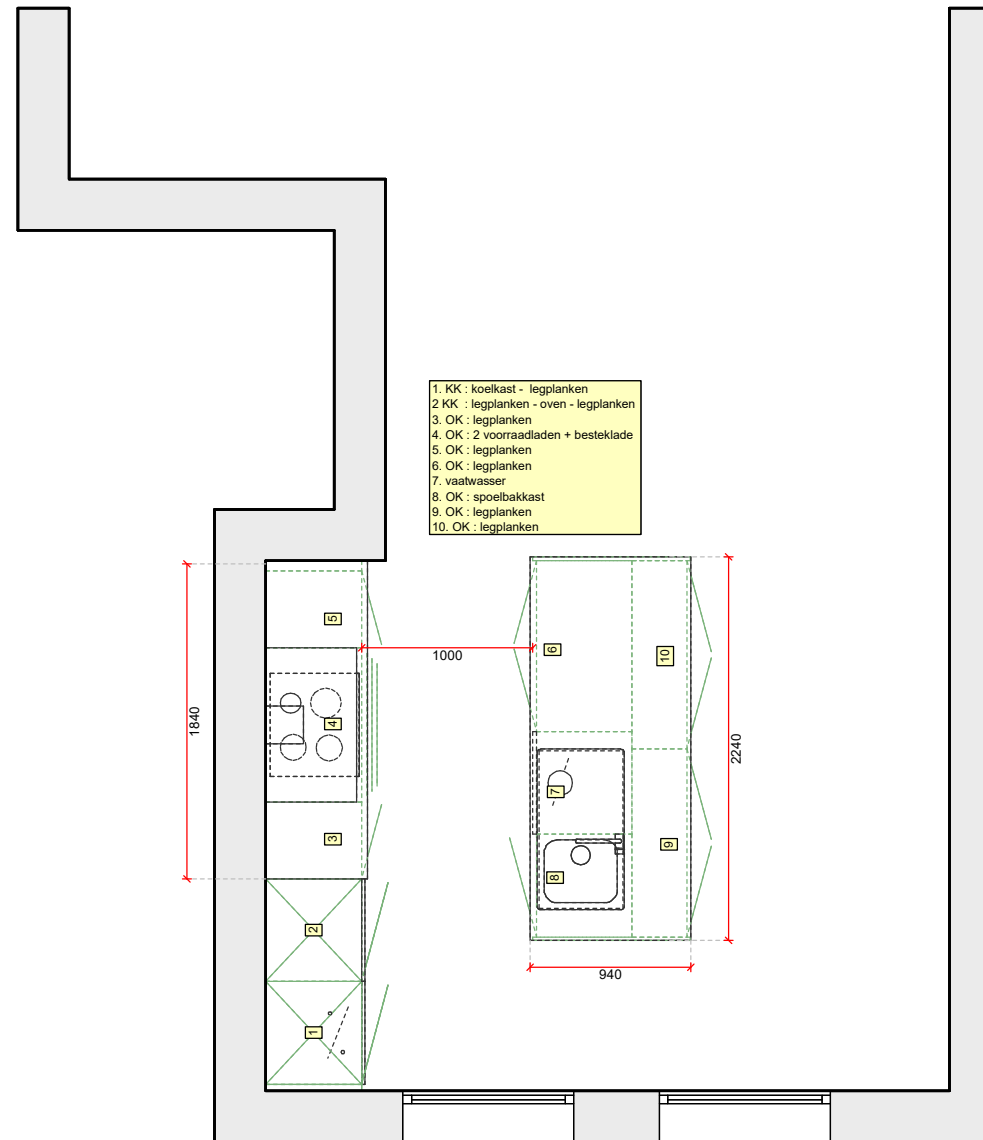 1. KK : koelkast -  legplanken
2 KK  : legplanken - oven - legplanken
3. OK : legplanken
4. OK : 2 voorraadladen + besteklade
5. OK : legplanken
6. OK : legplanken
7. vaatwasser
8. OK : spoelbakkast
9. OK : legplanken
10. OK : legplanken
5
1000
6
10
4
1840
2240
7
3
9
8
2
940
1